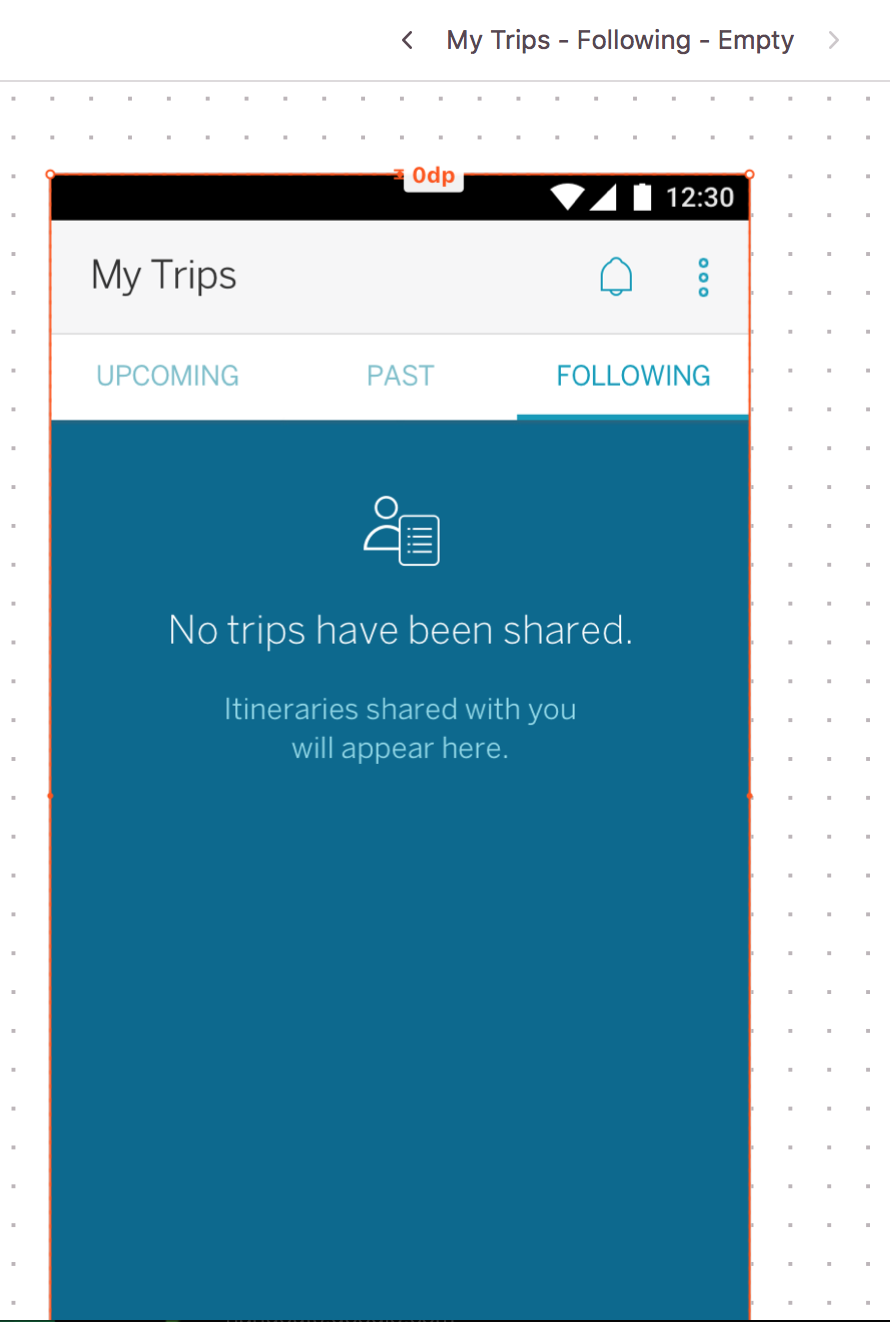 My Trips - Following - Empty
0dp
12:30
My Trips
UPCOMING PAST FOLLOWING
No trips have been shared.
Itineraries shared with you
will appear here.